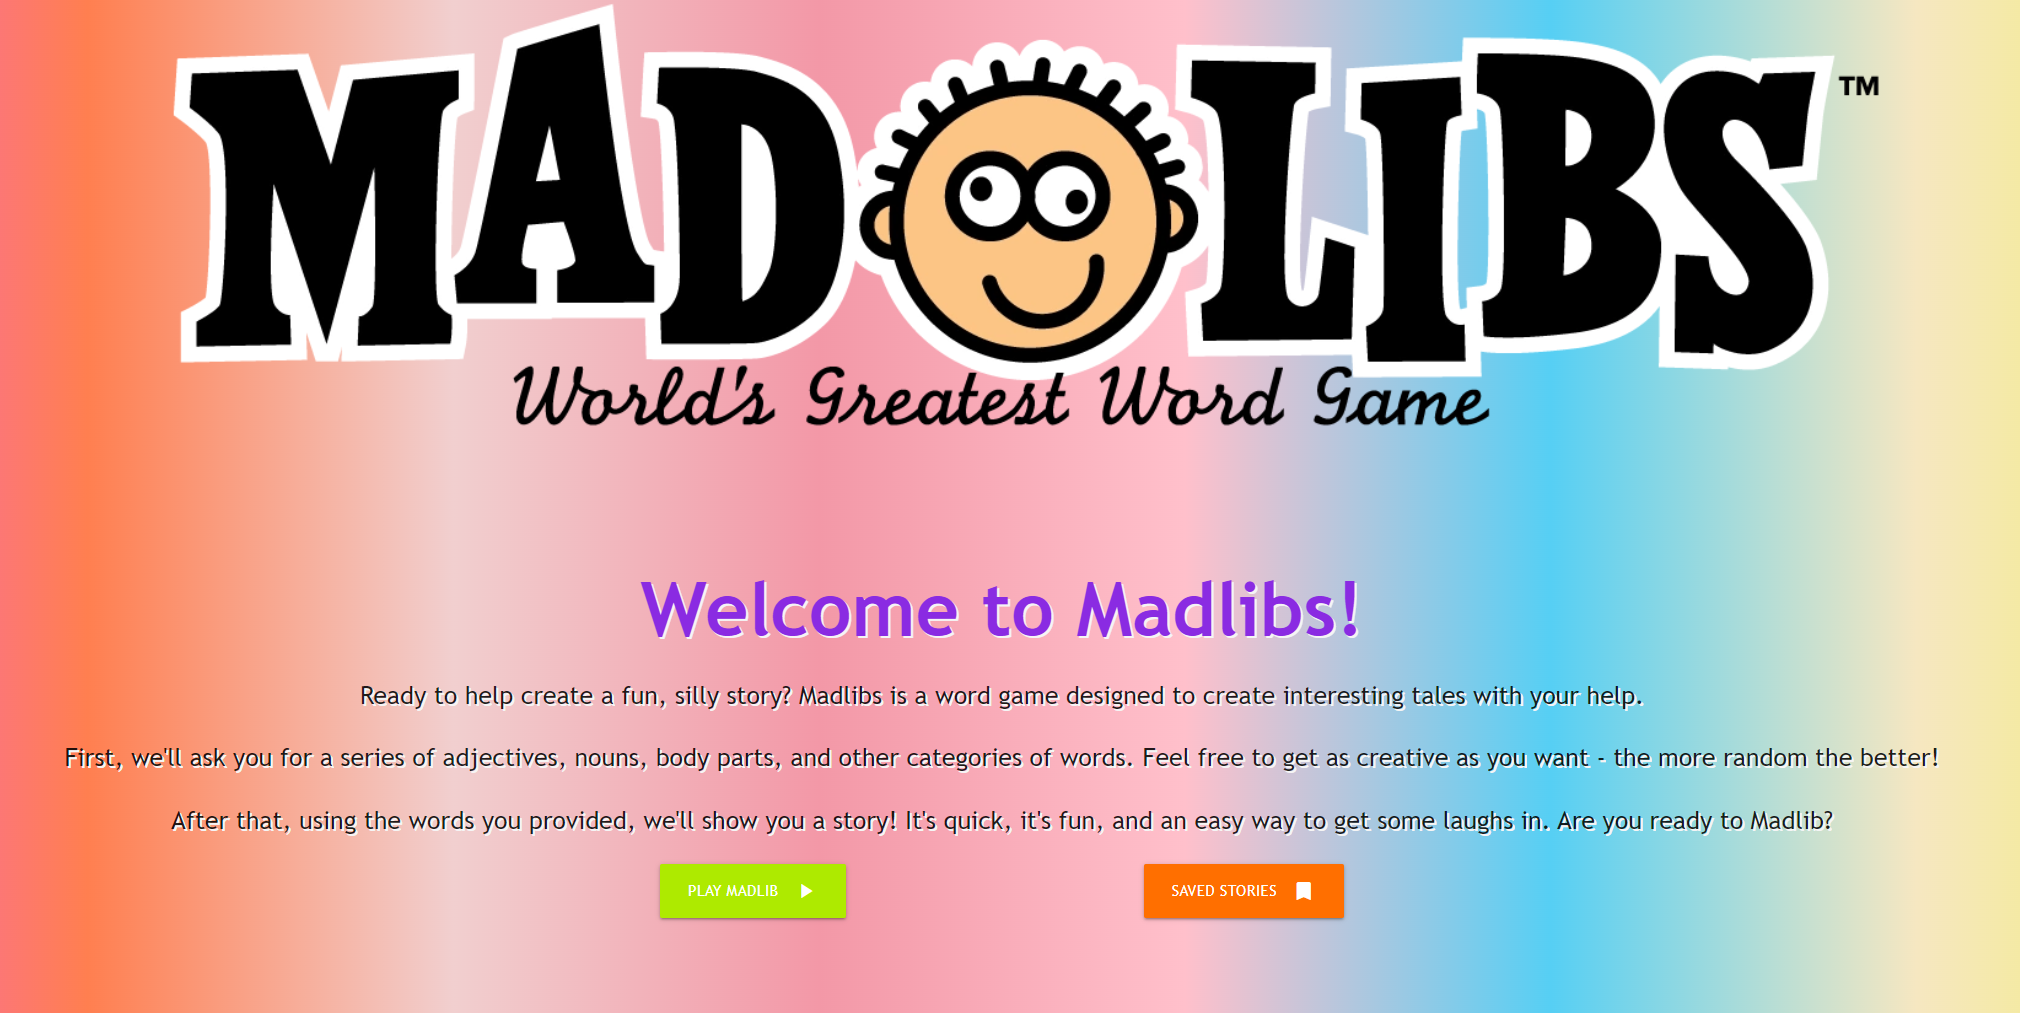 MAD LIBS™
World's Greatest Word Game
Welcome to Madlibs!
Ready to help create a fun, silly story? Madlibs is a word game designed to create interesting tales with your help.
First, we'll ask you for a series of adjectives, nouns, body parts, and other categories of words. Feel free to get as creative as you want - the more random the better!
After that, using the words you provided, we'll show you a story! It's quick, it's fun, and an easy way to get some laughs in. Are you ready to Madlib?
PLAY MADLIB
SAVED STORIES